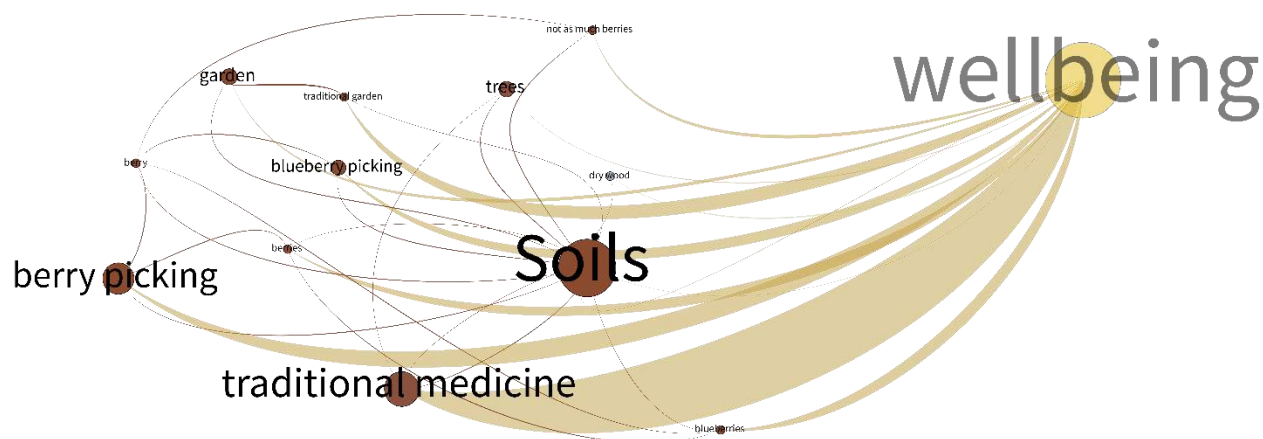 not as much berries
wellbeing
garden
trees
traditional garden
berry
blueberry picking
dry wood
Soils
berries
berry picking
traditional medicine
blueberries